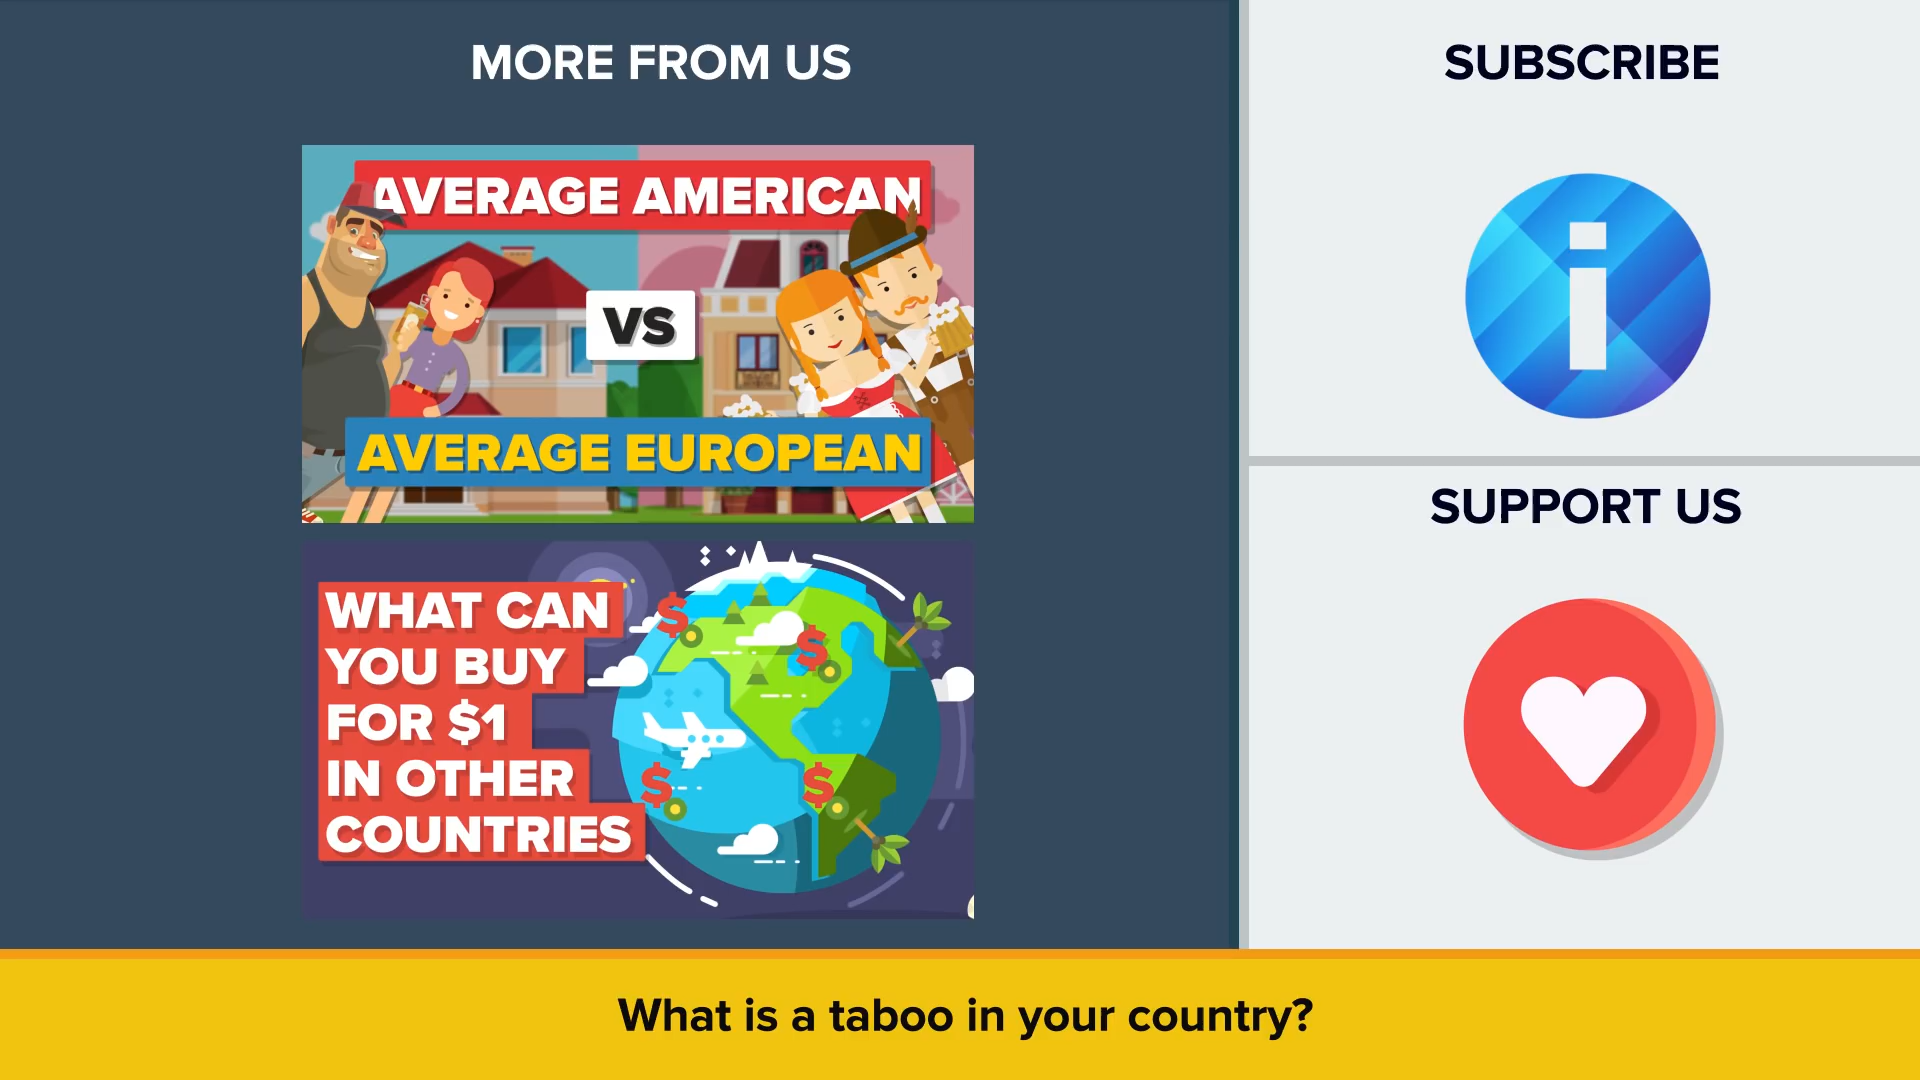 MORE FROM US
AVERAGE AMERICAN
VS
AVERAGE EUROPEAN
WHAT CAN
YOU BUY
FOR $1
IN OTHER
COUNTRIES
$
$
$
$
SUBSCRIBE
i
SUPPORT US
What is a taboo in your country?